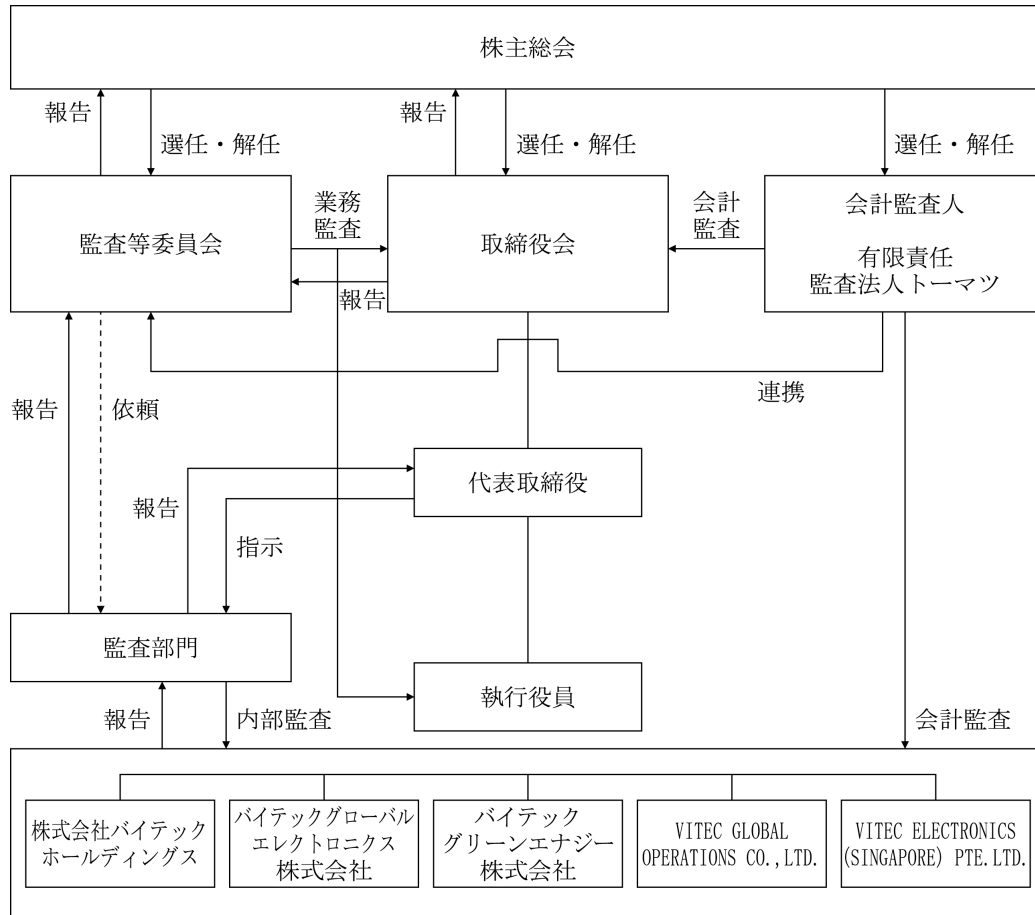 株主総会
報告
選任・解任
報告
選任・解任
選任・解任
監査等委員会
業務
監査
取締役会
会計
監査
会計監査人
有限責任
監査法人トーマツ
報告
連携
報告
依頼
代表取締役
報告
指示
監査部門
執行役員
報告
内部監査
会計監査
株式会社バイテック
ホールディングス
バイテックグローバル
エレクトロニクス
株式会社
バイテック
グリーンエナジー
株式会社
VITEC GLOBAL
OPERATIONS CO.,LTD.
VITEC ELECTRONICS
(SINGAPORE) PTE.LTD.